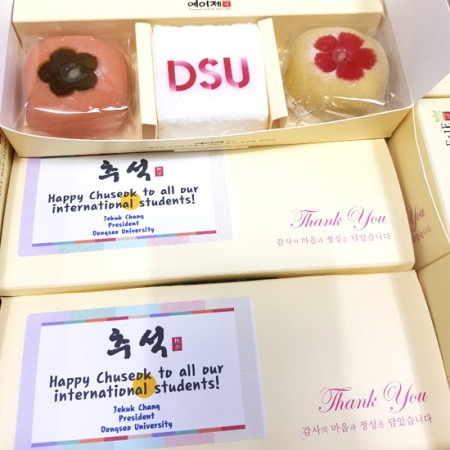 에이제
DSU
추석
Happy Chuseok to all our
international students!
Jekuk Chang
President
Dongseo University
Thank You
감사의 마음과 정성을 담았습니다
추석
Happy Chuseok to all our
international students!
Jekuk Chang
President
Dongseo University
Thank You
감사의 마음과 정성을 담았습니다